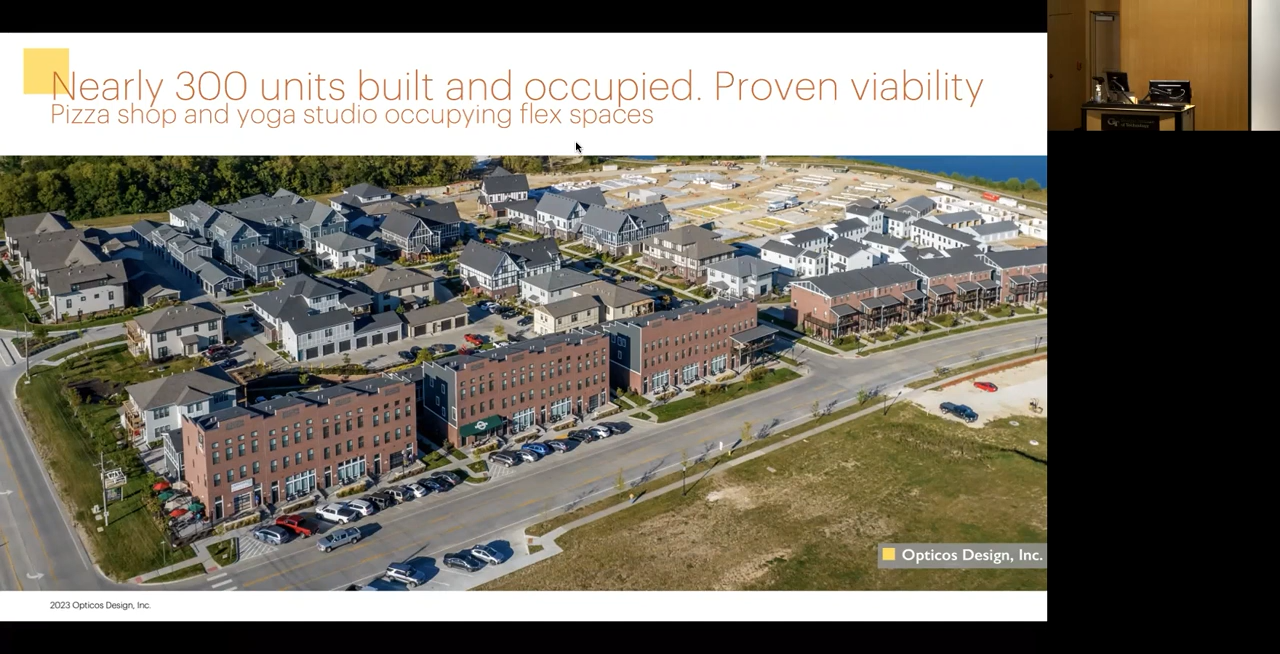 Nearly 300 units built and occupied. Proven viability
Pizza shop and yoga studio occupying flex spaces
Opticos Design, Inc.
2023 Opticos Design, Inc.